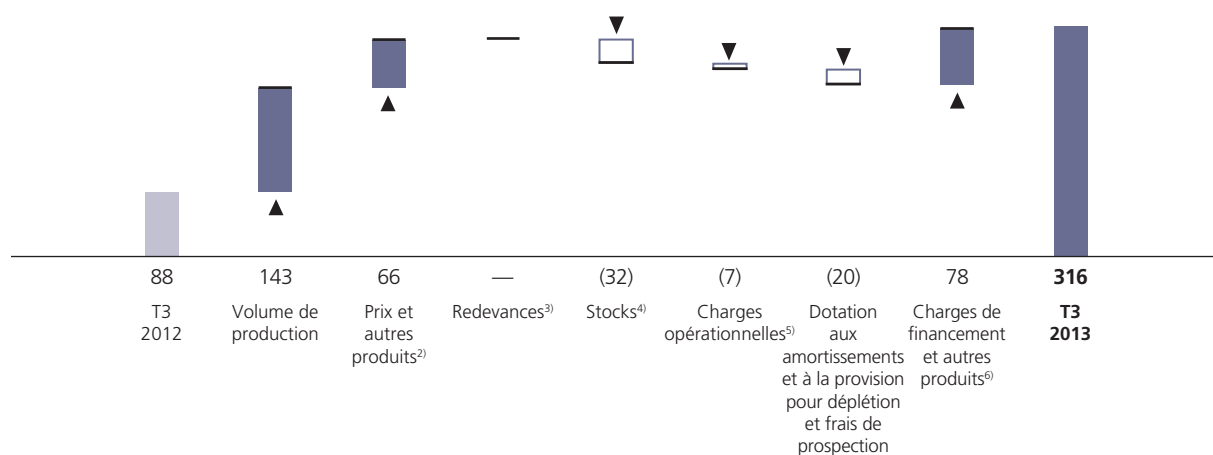 88
143
66
—
(32)
(7)
(20)
78
316
T3
2012
Volume de
production
Prix et
autres
produits2)
Redevances3)
Stocks4)
Charges
opérationnelles5)
Dotation
aux
amortissements
et à la provision
pour déplétion
et frais de
prospection
Charges de
financement
et autres
produits6)
T3
2013